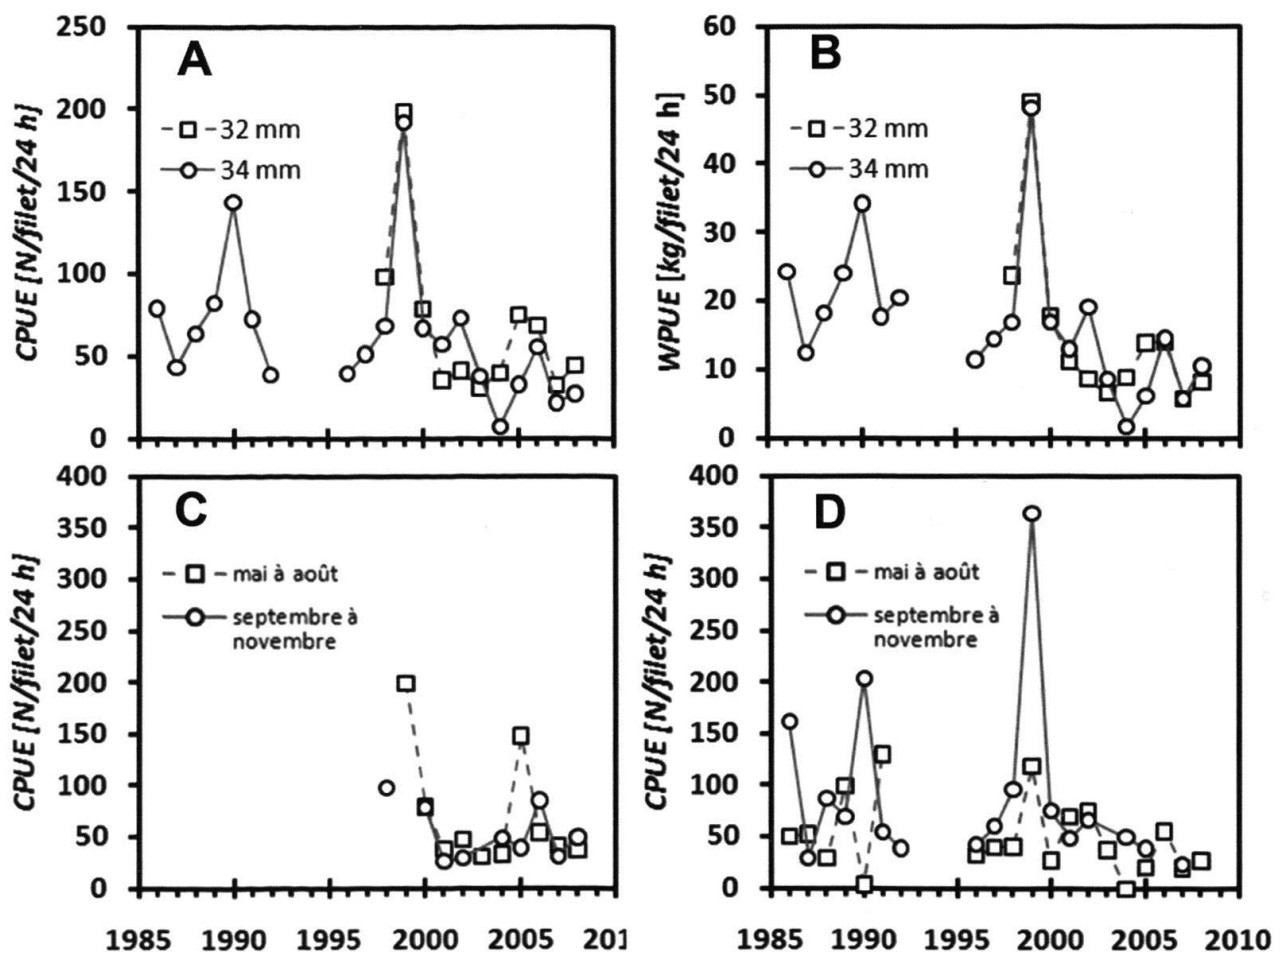 A
CPUE [N/filet/24 h]
250
200
150
100
50
0
32 mm
34 mm
B
WPUE [kg/filet/24 h]
60
50
40
30
20
10
0
32 mm
34 mm
C
CPUE [N/filet/24 h]
400
350
300
250
200
150
100
50
0
mai à août
septembre à
novembre
1985 1990 1995 2000 2005 201
D
CPUE [N/filet/24 h]
400
350
300
250
200
150
100
50
0
mai à août
septembre à
novembre
1985 1990 1995 2000 2005 2010